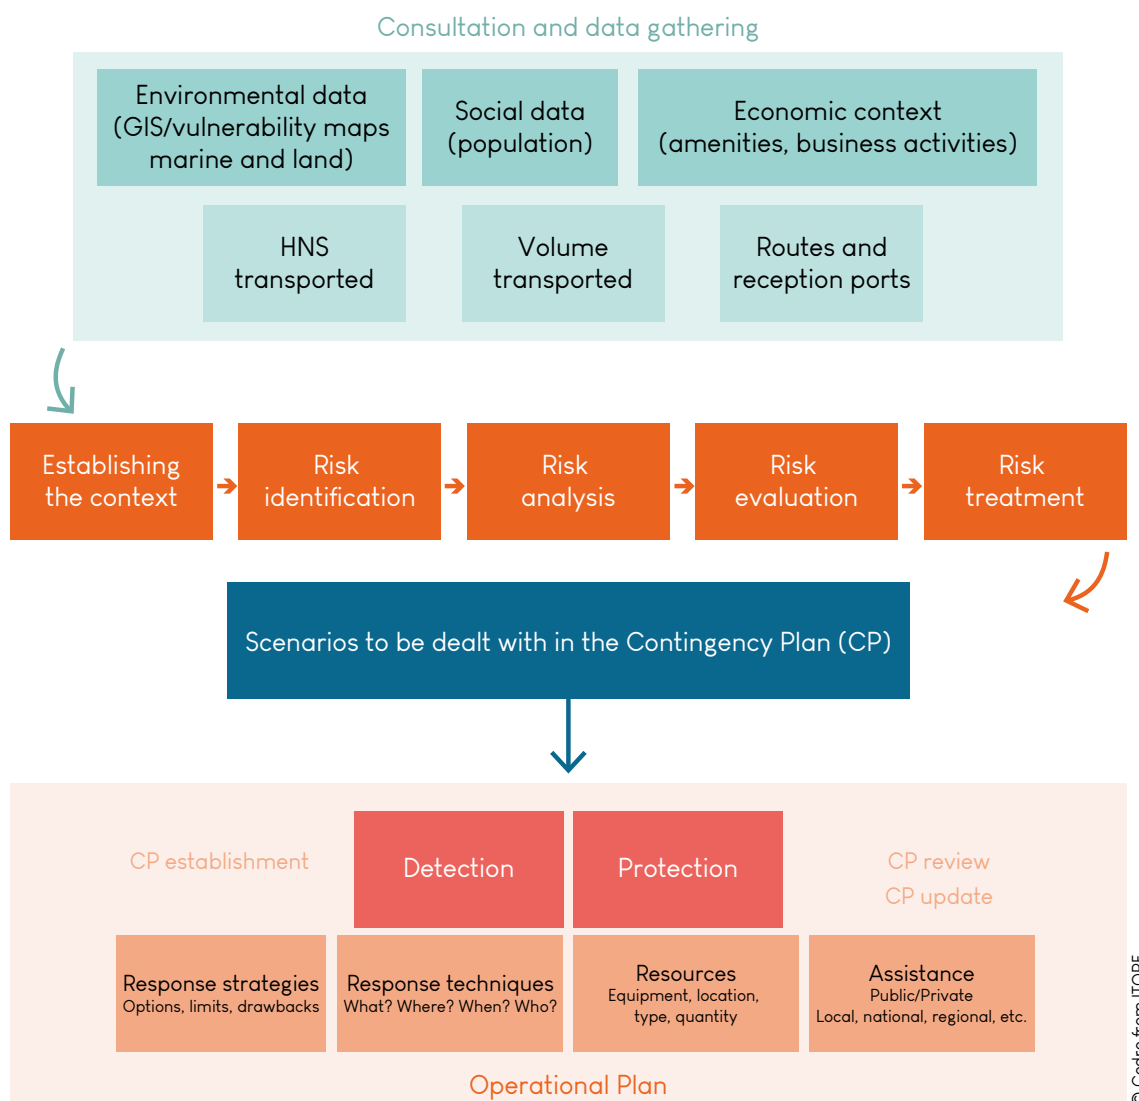 Consultation and data gathering
Environmental data
(GIS/vulnerability maps
marine and land)
Social data
(population)
Economic context
(amenities, business activities)
HNS
transported
Volume
transported
Routes and
reception ports
Establishing
the context
Risk
identification
Risk
analysis
Risk
evaluation
Risk
treatment
Scenarios to be dealt with in the Contingency Plan (CP)
CP establishment
Detection
Protection
CP review
CP update
Response strategies
Options, limits, drawbacks
Response techniques
What? Where? When? Who?
Resources
Equipment, location,
type, quantity
Assistance
Public/Private
Local, national, regional, etc.
Operational Plan
© Cedre from ITOPF